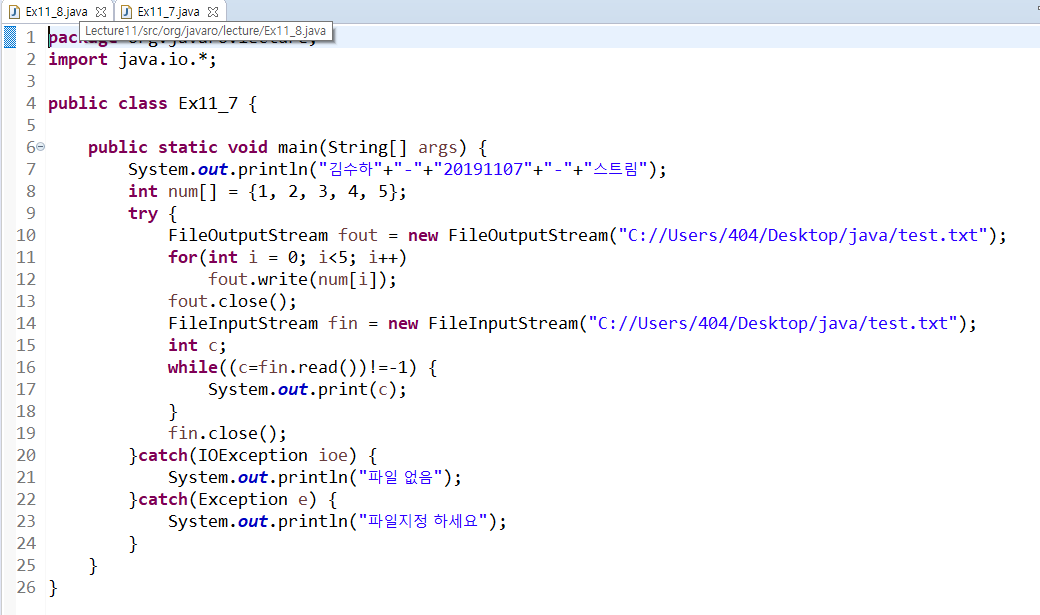 Ex11_8.java Ex11_7.java
Lecture11/src/org/javaro/lecture/Ex11_8.java
1 package org.javaro.lecture;
2 import java.io.*;
3
4 public class Ex11_7 {
5
6 public static void main(String[] args) {
7 System.out.println("김수하"+"-"+"20191107"+"-"+"스트림");
8 int num[] = {1, 2, 3, 4, 5};
9 try {
10 FileOutputStream fout = new FileOutputStream("C://Users/404/Desktop/java/test.txt");
11 for(int i = 0; i<5; i++)
12 fout.write(num[i]);
13 fout.close();
14 FileInputStream fin = new FileInputStream("C://Users/404/Desktop/java/test.txt");
15 int c;
16 while((c=fin.read())!=-1) {
17 System.out.print(c);
18 }
19 fin.close();
20 }catch(IOException ioe) {
21 System.out.println("파일 없음");
22 }catch(Exception e) {
23 System.out.println("파일지정 하세요");
24 }
25 }
26 }